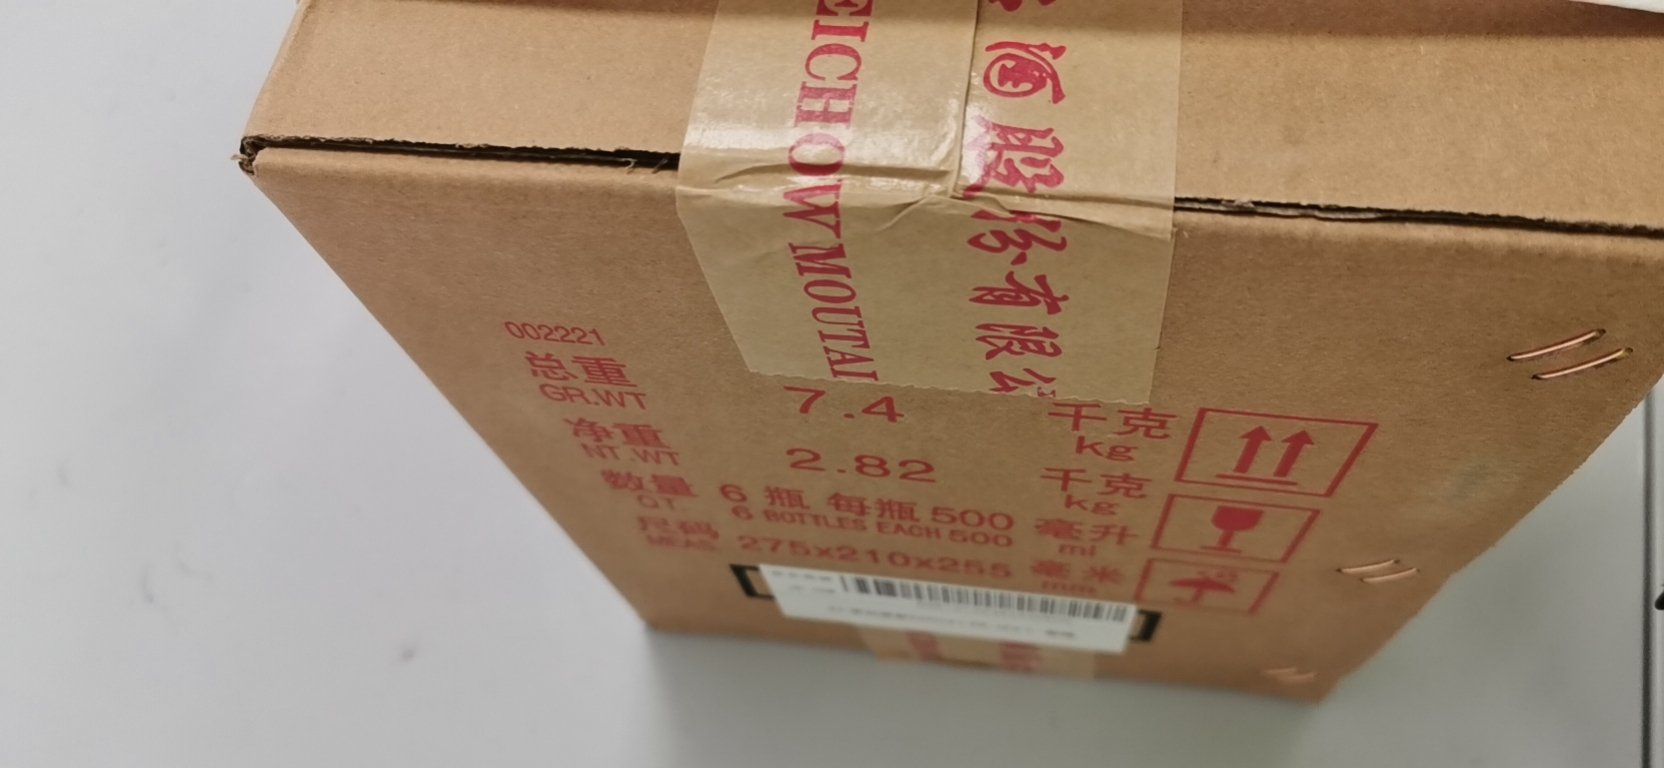 EICHOW MOUTAI
酒股份有限公
002221
总重 7.4 千克
GR.WT kg
净重 2.82 千克
NT.WT kg
数量 6 瓶 每瓶 500 毫升
QT. 6 BOTTLES EACH 500 ml
尺码 275x210x255 毫米
MEAS. mm